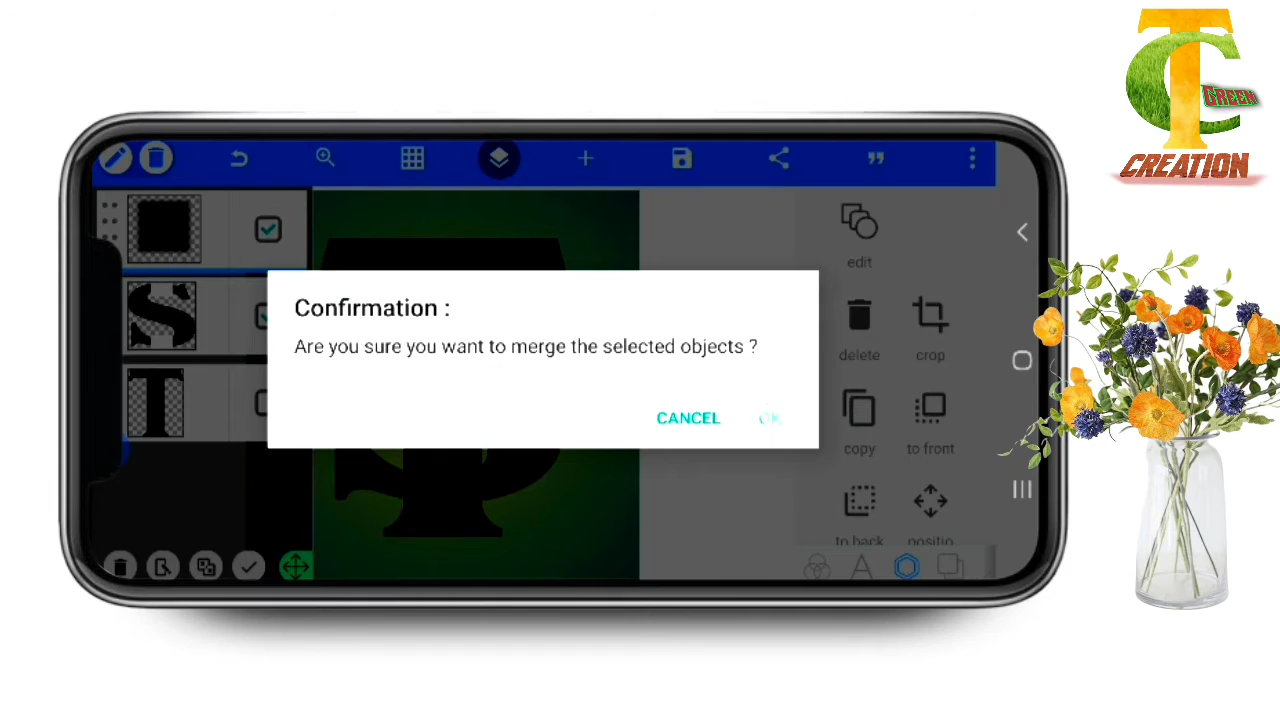 T
C
GREEN
CREATION
S
T
edit
Confirmation :
Are you sure you want to merge the selected objects ?
delete
crop
CANCEL
OK
copy
to front
to back
positio
A